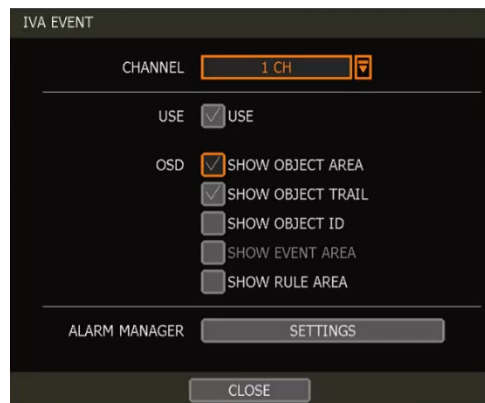 IVA EVENT
CHANNEL 1 CH
USE USE
OSD SHOW OBJECT AREA
SHOW OBJECT TRAIL
SHOW OBJECT ID
SHOW EVENT AREA
SHOW RULE AREA
ALARM MANAGER SETTINGS
CLOSE